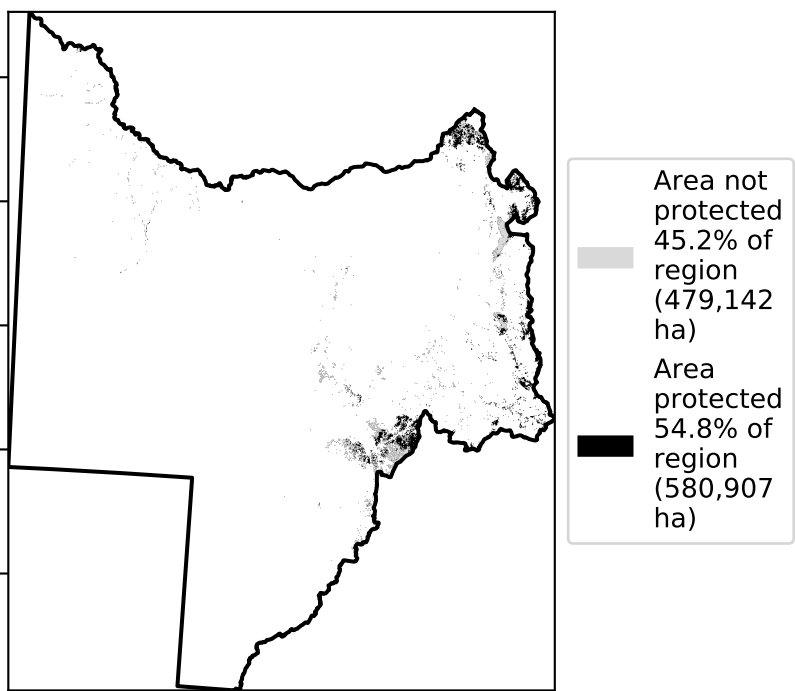 Area not
protected
45.2% of
region
(479,142
ha)
Area
protected
54.8% of
region
(580,907
ha)